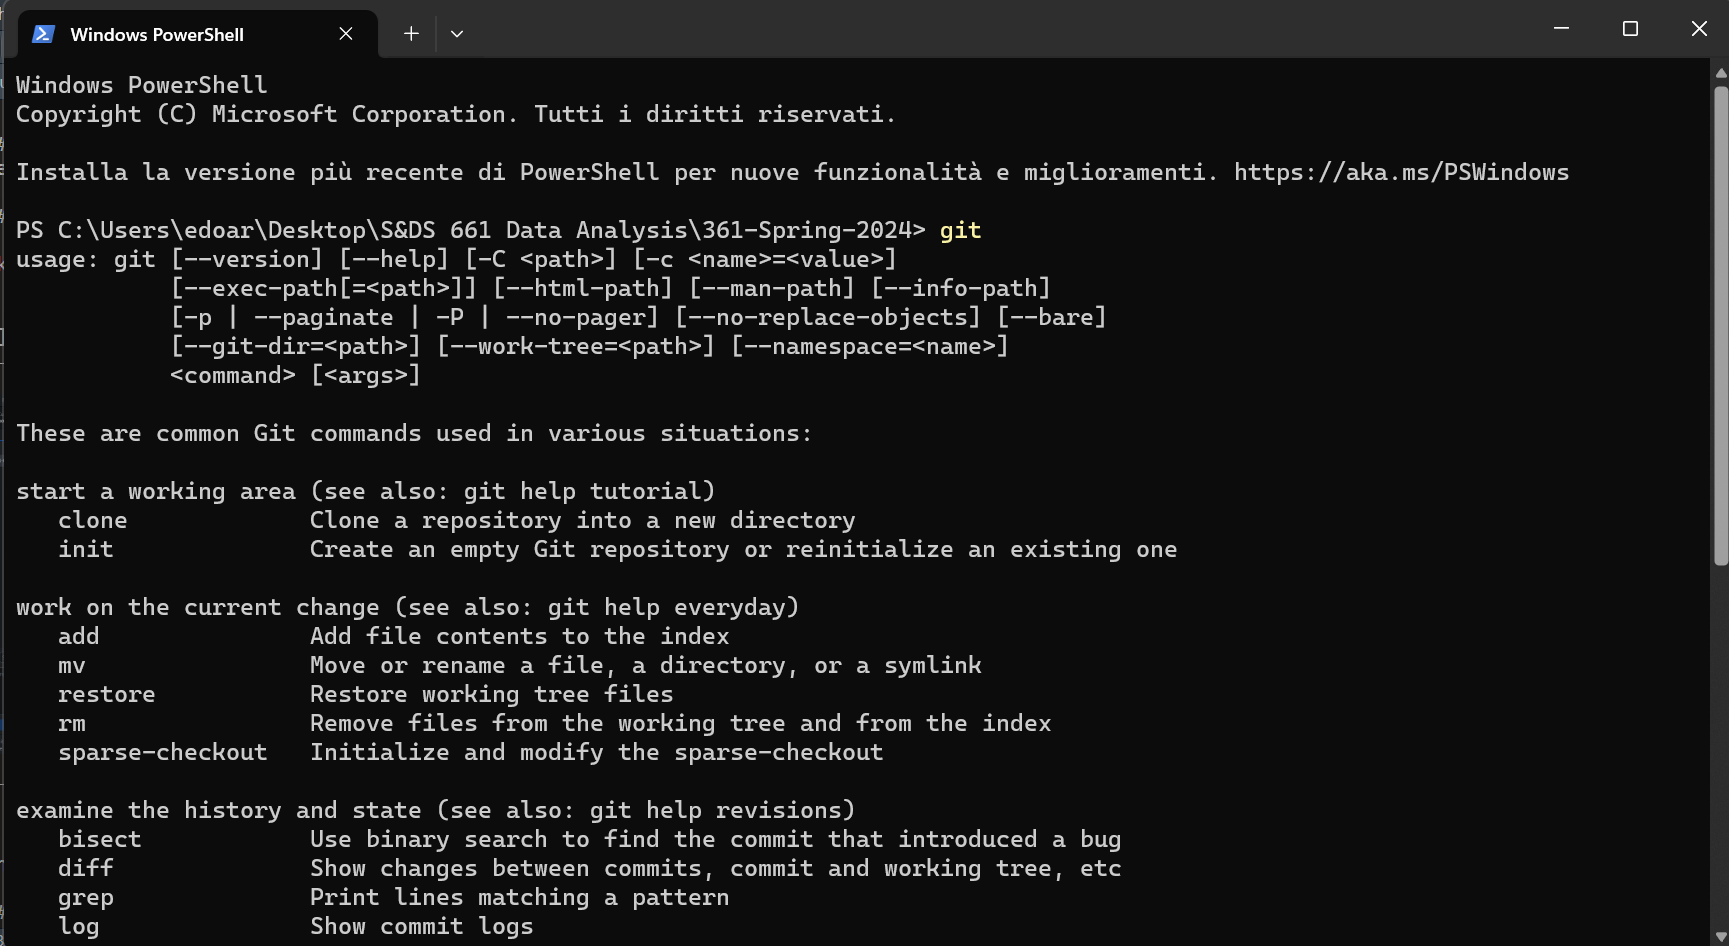 Windows PowerShell
Windows PowerShell
Copyright (C) Microsoft Corporation. Tutti i diritti riservati.
Installa la versione più recente di PowerShell per nuove funzionalità e miglioramenti. https://aka.ms/PSWindows
PS C:\Users\edoar\Desktop\S&DS 661 Data Analysis\361-Spring-2024> git
usage: git [--version] [--help] [-C <path>] [-c <name>=<value>]
           [--exec-path[=<path>]] [--html-path] [--man-path] [--info-path]
           [-p | --paginate | -P | --no-pager] [--no-replace-objects] [--bare]
           [--git-dir=<path>] [--work-tree=<path>] [--namespace=<name>]
           <command> [<args>]
These are common Git commands used in various situations:
start a working area (see also: git help tutorial)
   clone             Clone a repository into a new directory
   init              Create an empty Git repository or reinitialize an existing one
work on the current change (see also: git help everyday)
   add               Add file contents to the index
   mv                Move or rename a file, a directory, or a symlink
   restore           Restore working tree files
   rm                Remove files from the working tree and from the index
   sparse-checkout   Initialize and modify the sparse-checkout
examine the history and state (see also: git help revisions)
   bisect            Use binary search to find the commit that introduced a bug
   diff              Show changes between commits, commit and working tree, etc
   grep              Print lines matching a pattern
   log               Show commit logs